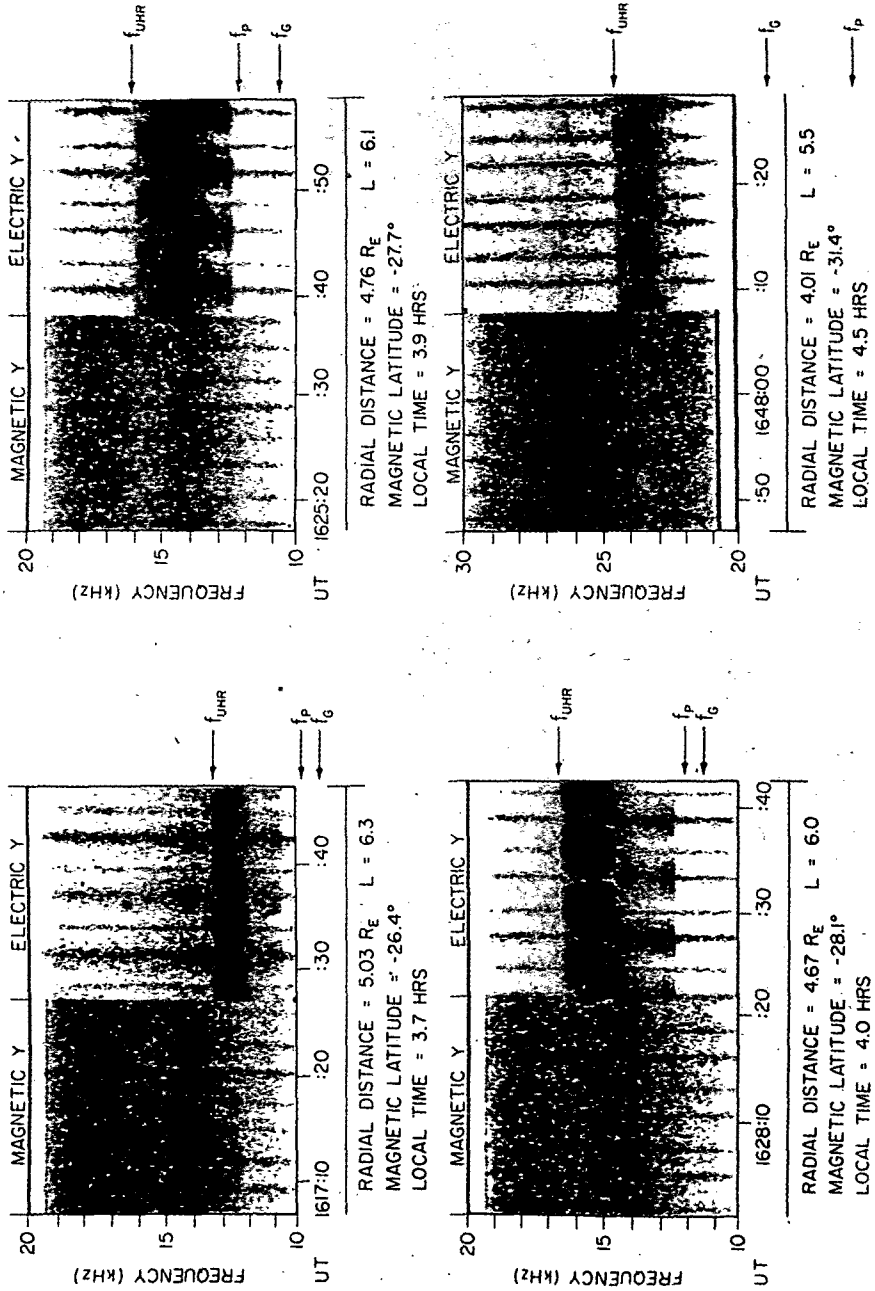 MAGNETIC Y ELECTRIC Y
20
15
10
FREQUENCY (kHz)
f_UHR
f_P
f_G
UT 1617:10 :20 :30 :40
RADIAL DISTANCE = 5.03 R_E L = 6.3
MAGNETIC LATITUDE = -26.4°
LOCAL TIME = 3.7 HRS
MAGNETIC Y ELECTRIC Y
20
15
10
FREQUENCY (kHz)
f_UHR
f_P
f_G
UT 1625:20 :30 :40 :50
RADIAL DISTANCE = 4.76 R_E L = 6.1
MAGNETIC LATITUDE = -27.7°
LOCAL TIME = 3.9 HRS
MAGNETIC Y ELECTRIC Y
20
15
10
FREQUENCY (kHz)
f_UHR
f_P
f_G
UT 1628:10 :20 :30 :40
RADIAL DISTANCE = 4.67 R_E L = 6.0
MAGNETIC LATITUDE = -28.1°
LOCAL TIME = 4.0 HRS
MAGNETIC Y ELECTRIC Y
30
25
20
FREQUENCY (kHz)
f_UHR
f_G
f_P
UT :50 1648:00 :10 :20
RADIAL DISTANCE = 4.01 R_E L = 5.5
MAGNETIC LATITUDE = -31.4°
LOCAL TIME = 4.5 HRS